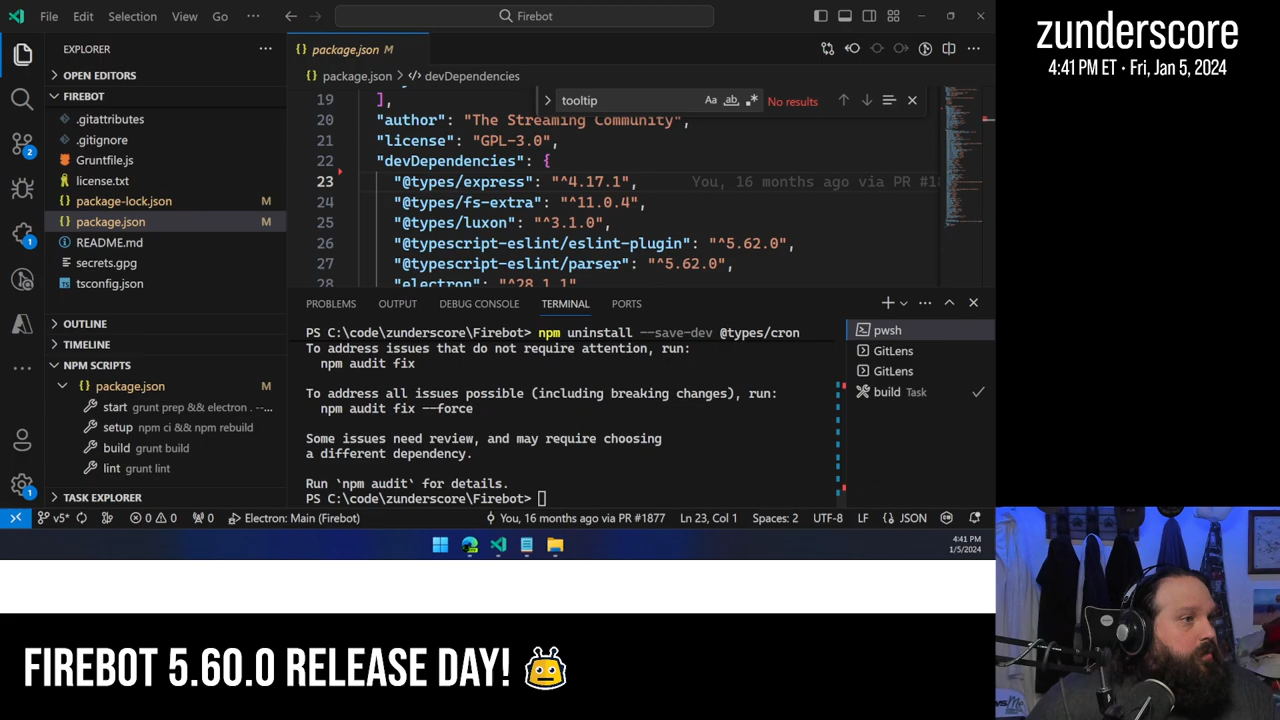 File Edit Selection View Go ··· Firebot
zunderscore
4:41 PM ET • Fri, Jan 5, 2024
EXPLORER
OPEN EDITORS
FIREBOT
.gitattributes
.gitignore
Gruntfile.js
license.txt
package-lock.json M
package.json M
README.md
secrets.gpg
tsconfig.json
OUTLINE
TIMELINE
NPM SCRIPTS
package.json M
start grunt prep && electron . --...
setup npm ci && npm rebuild
build grunt build
lint grunt lint
TASK EXPLORER
2
1
1
{} package.json M
{} package.json > </> devDependencies
tooltip Aa ab .* No results
19 ],
20 "author": "The Streaming Community",
21 "license": "GPL-3.0",
22 "devDependencies": {
23 "@types/express": "^4.17.1", You, 16 months ago via PR #18
24 "@types/fs-extra": "^11.0.4",
25 "@types/luxon": "^3.1.0",
26 "@typescript-eslint/eslint-plugin": "^5.62.0",
27 "@typescript-eslint/parser": "^5.62.0",
28 "electron": "^28.1.1"
PROBLEMS OUTPUT DEBUG CONSOLE TERMINAL PORTS
PS C:\code\zunderscore\Firebot> npm uninstall --save-dev @types/cron
To address issues that do not require attention, run:
npm audit fix
To address all issues possible (including breaking changes), run:
npm audit fix --force
Some issues need review, and may require choosing
a different dependency.
Run `npm audit` for details.
PS C:\code\zunderscore\Firebot>
pwsh
GitLens
GitLens
build Task
v5* 0 0 0 Electron: Main (Firebot) You, 16 months ago via PR #1877 Ln 23, Col 1 Spaces: 2 UTF-8 LF {} JSON
4:41 PM
1/5/2024
FIREBOT 5.60.0 RELEASE DAY!